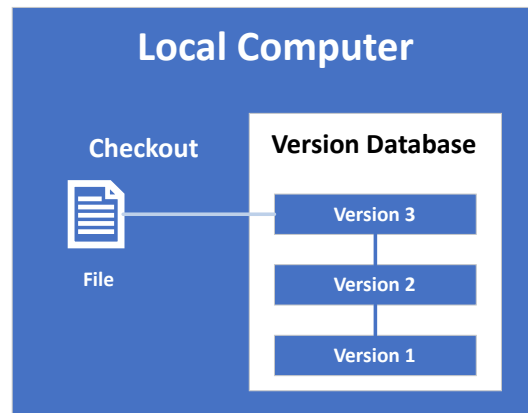 Local Computer
Checkout
File
Version Database
Version 3
Version 2
Version 1